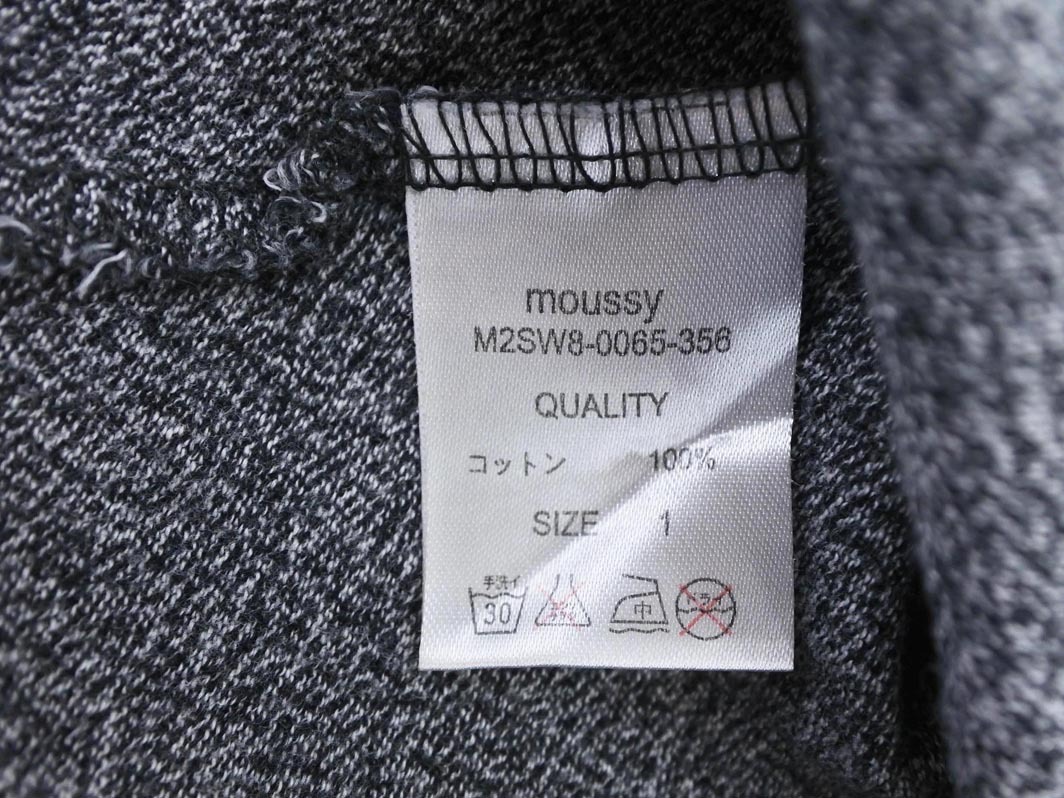 moussy
M2SW8-0065-356
QUALITY
コットン 100%
SIZE 1
手洗イ
30 中